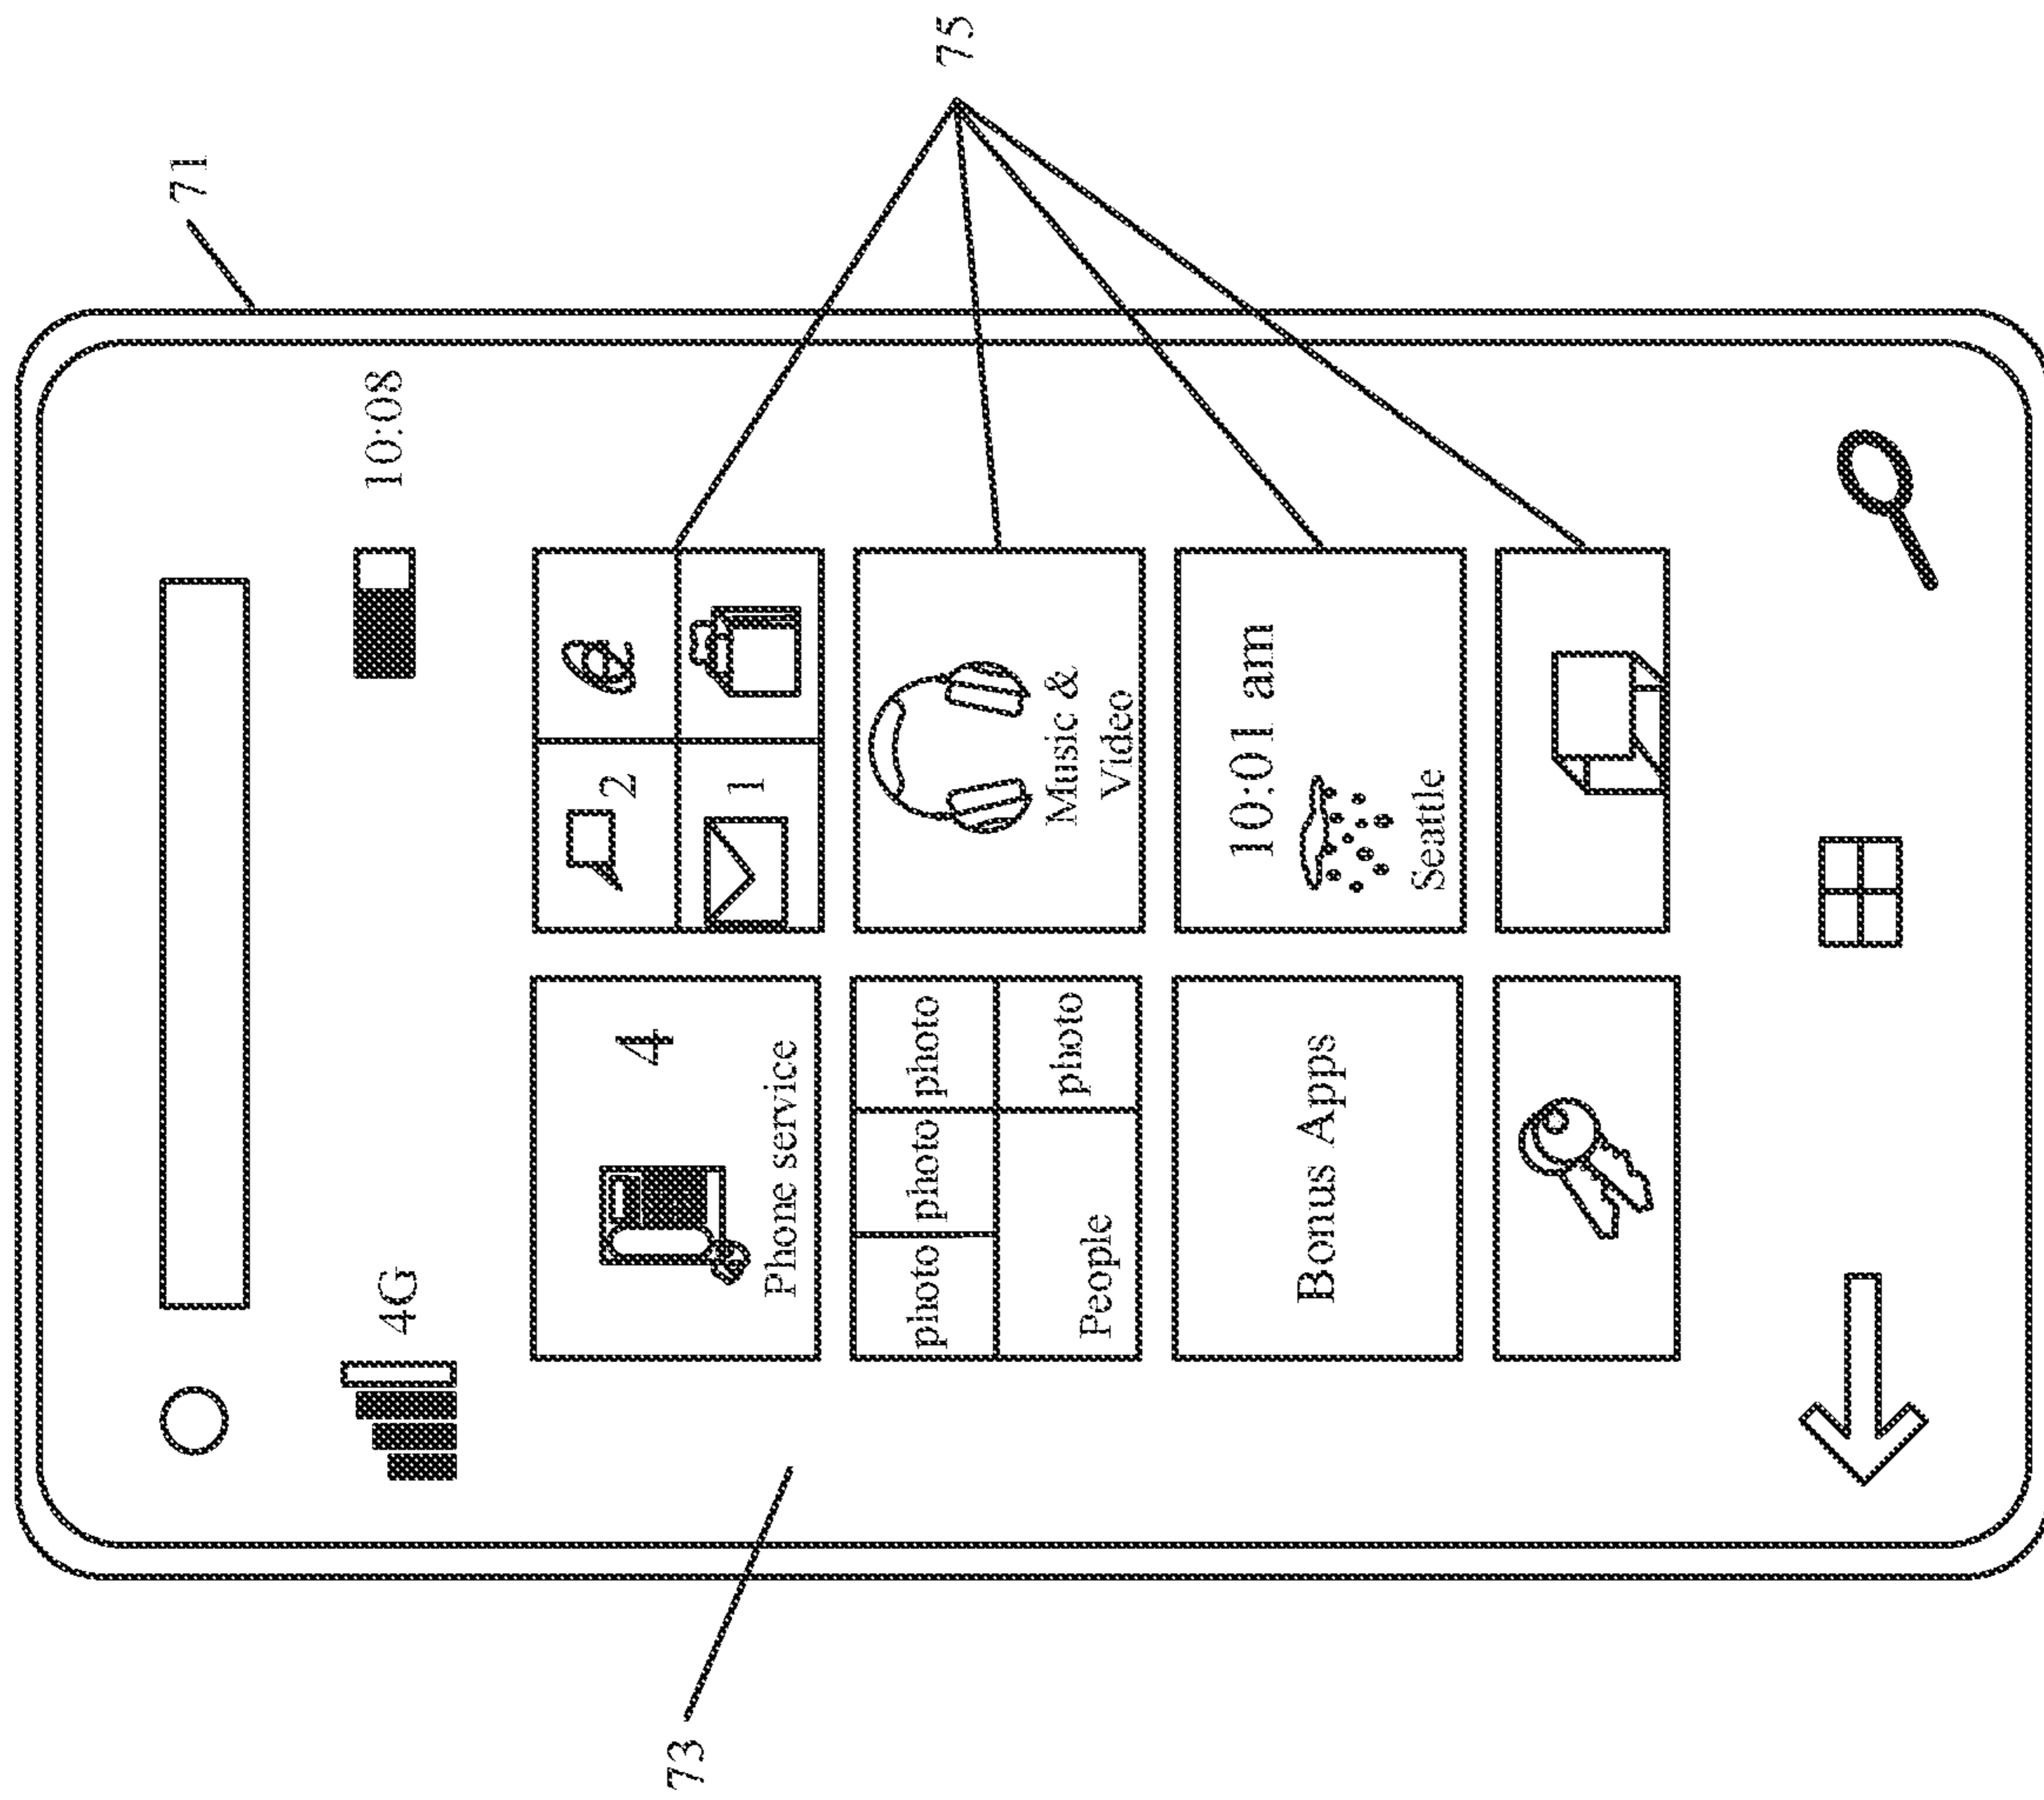 71
4G
10:08
4
Phone service
2
1
75
73
photo photo photo
photo
People
Music &
Video
Bonus Apps
10:01 am
Seattle